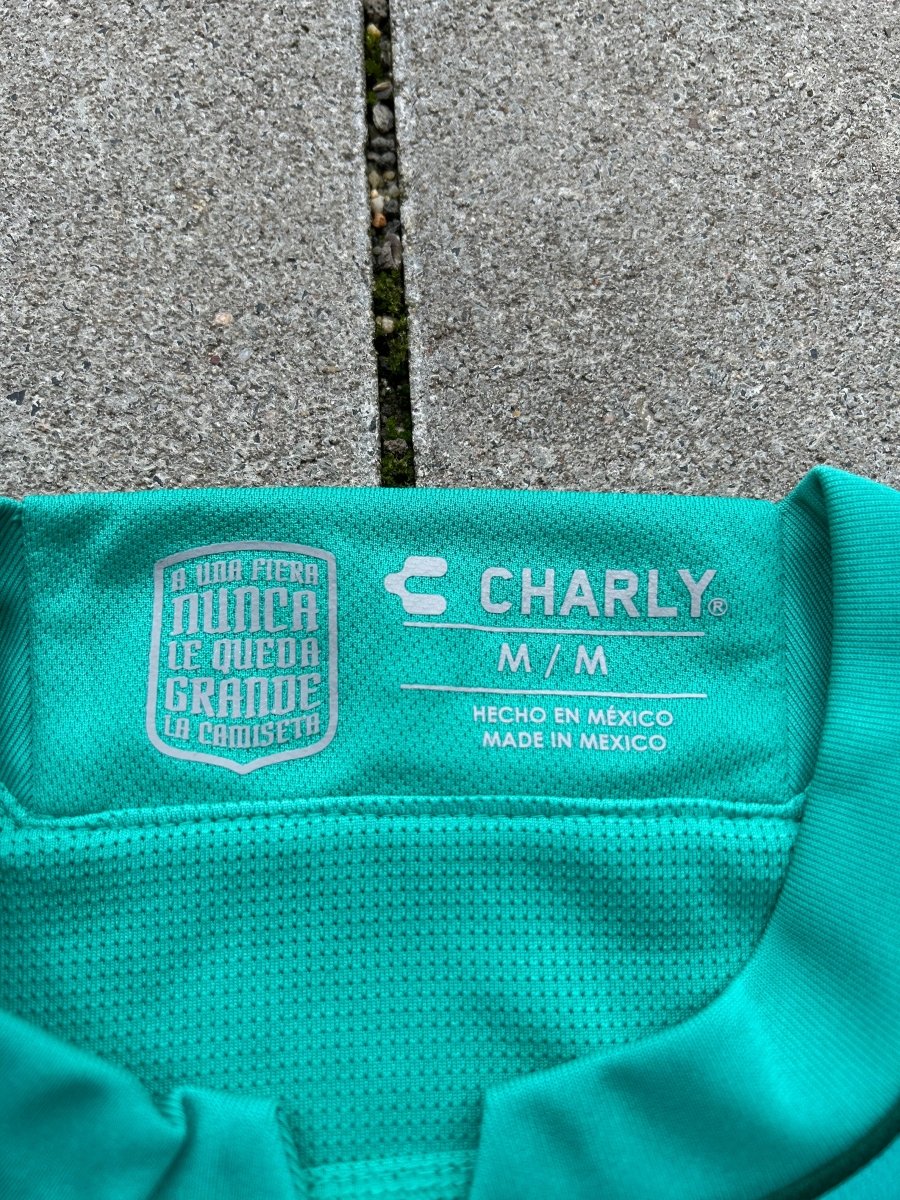 A UNA FIERA
NUNCA
LE QUEDA
GRANDE
LA CAMISETA
CHARLY®
M / M
HECHO EN MÉXICO
MADE IN MEXICO